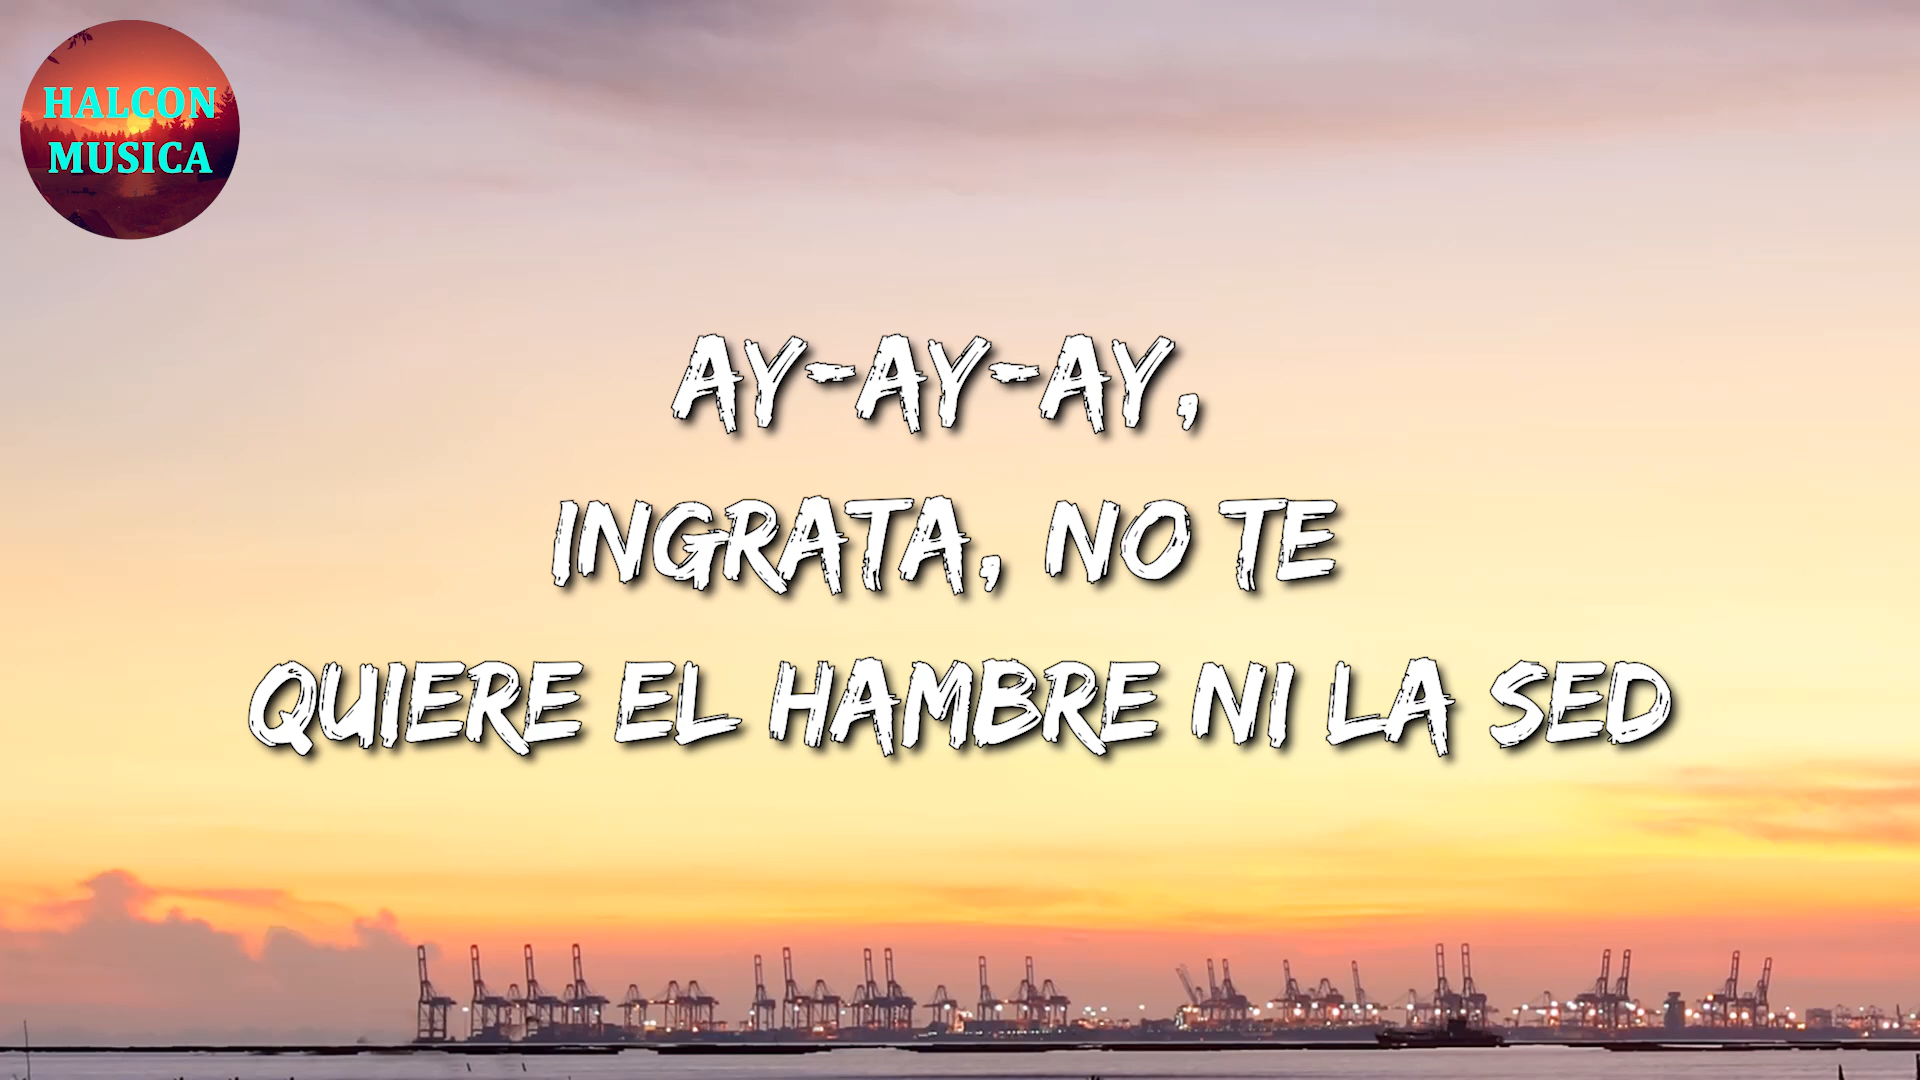 HALCON
MUSICA
AY-AY-AY,
INGRATA, NO TE
QUIERE EL HAMBRE NI LA SED